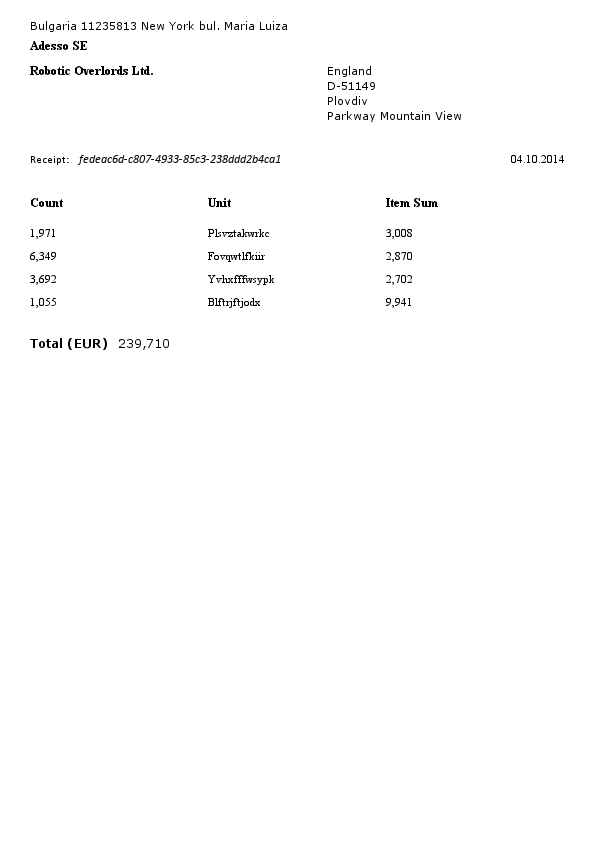 Bulgaria 11235813 New York bul. Maria Luiza
Adesso SE
Robotic Overlords Ltd.
England
D-51149
Plovdiv
Parkway Mountain View
Receipt: fedeac6d-c807-4933-85c3-238ddd2b4ca1 04.10.2014
Count Unit Item Sum
1,971 Plsvztakwrkc 3,008
6,349 Fovqwtlfkiir 2,870
3,692 Yvhxfffwsypk 2,702
1,055 Blftrjftjodx 9,941
Total (EUR) 239,710